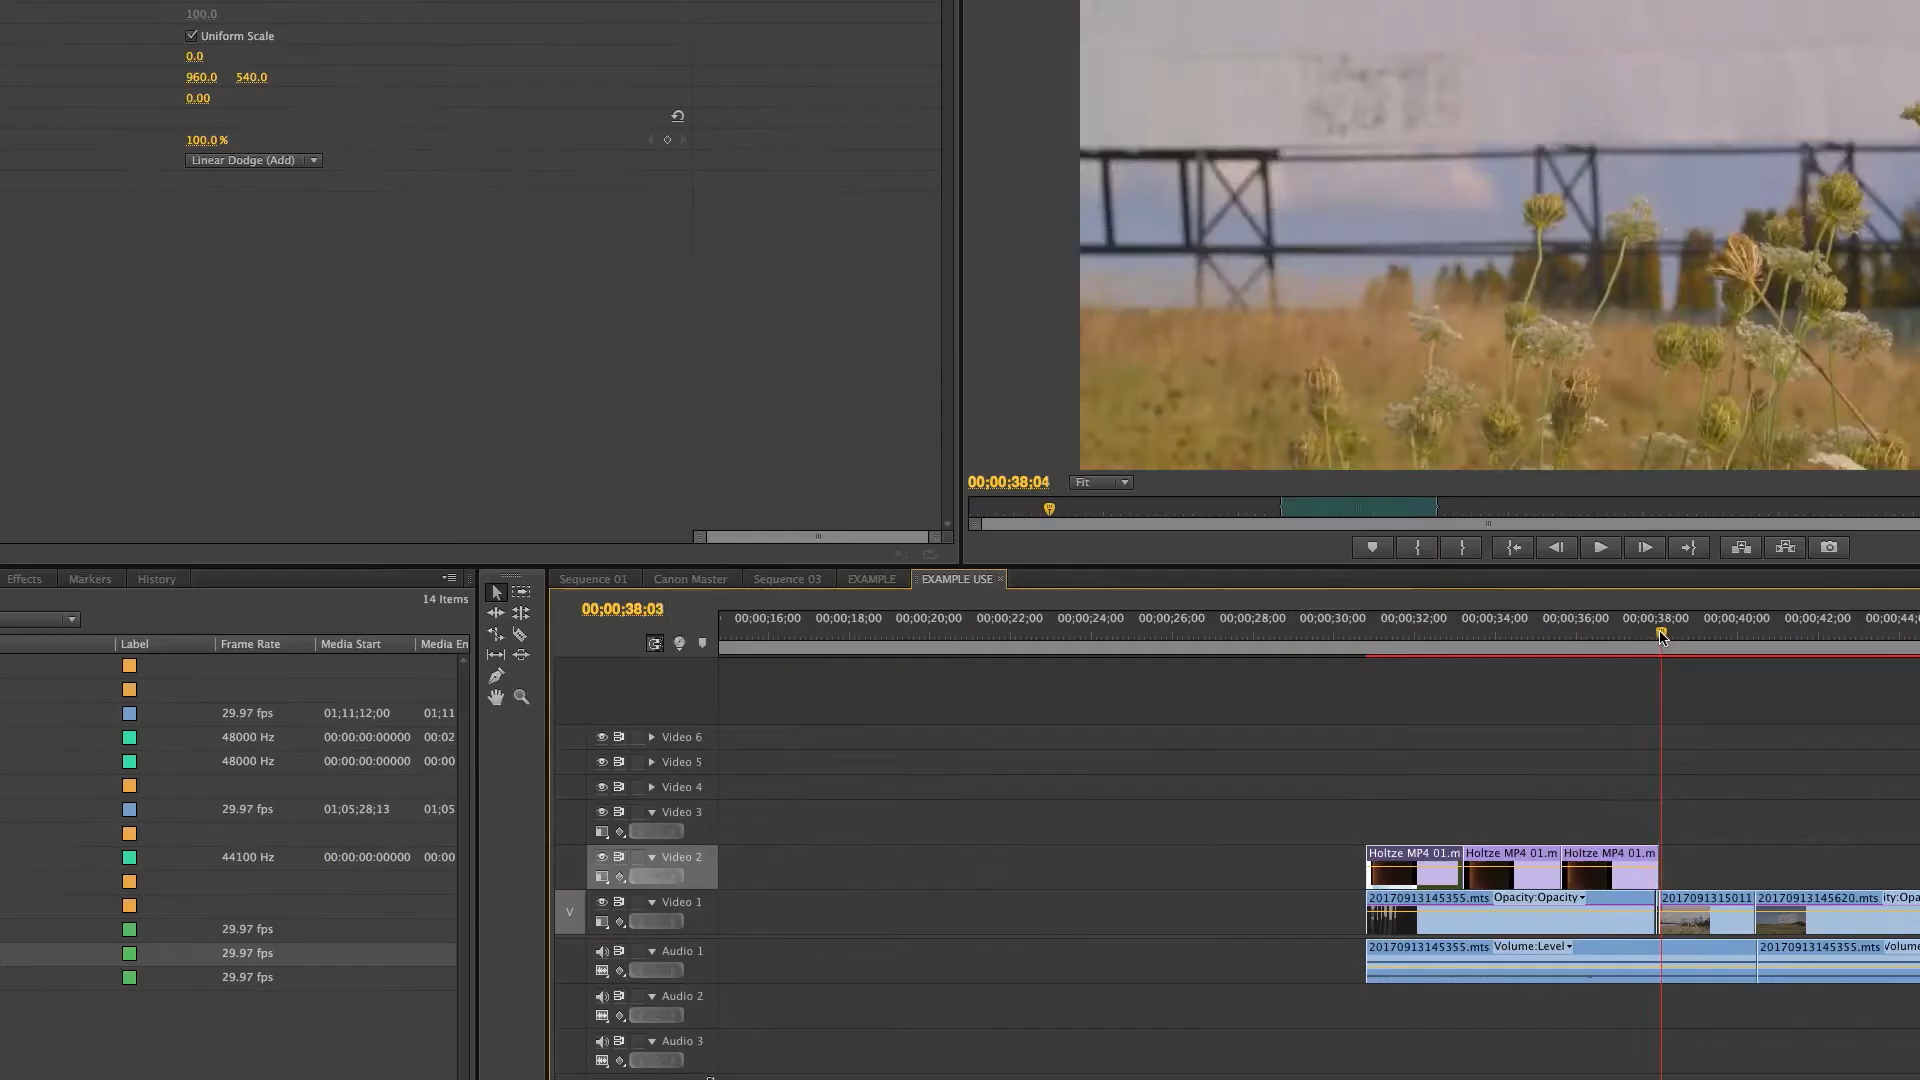 100.0
Uniform Scale
0.0
960.0 540.0
0.00
100.0 %
Linear Dodge (Add)
00;00;38;04
Fit
Effects Markers History
14 Items
Label Frame Rate Media Start Media En
29.97 fps 01;11;12;00 01;11
48000 Hz 00:00:00:00000 00:02
48000 Hz 00:00:00:00000 00:00
29.97 fps 01;05;28;13 01;05
44100 Hz 00:00:00:00000 00:00
29.97 fps
29.97 fps
29.97 fps
Sequence 01 Canon Master Sequence 03 EXAMPLE EXAMPLE USE ×
00;00;38;03
00;00;16;00 00;00;18;00 00;00;20;00 00;00;22;00 00;00;24;00 00;00;26;00 00;00;28;00 00;00;30;00 00;00;32;00 00;00;34;00 00;00;36;00 00;00;38;00 00;00;40;00 00;00;42;00 00;00;44;
Video 6
Video 5
Video 4
Video 3
Video 2
Holtze MP4 01.m Holtze MP4 01.m Holtze MP4 01.m
V
Video 1
20170913145355.mts Opacity:Opacity 2017091315011 20170913145620.mts ity:Opa
Audio 1
20170913145355.mts Volume:Level 20170913145355.mts Volume
Audio 2
Audio 3